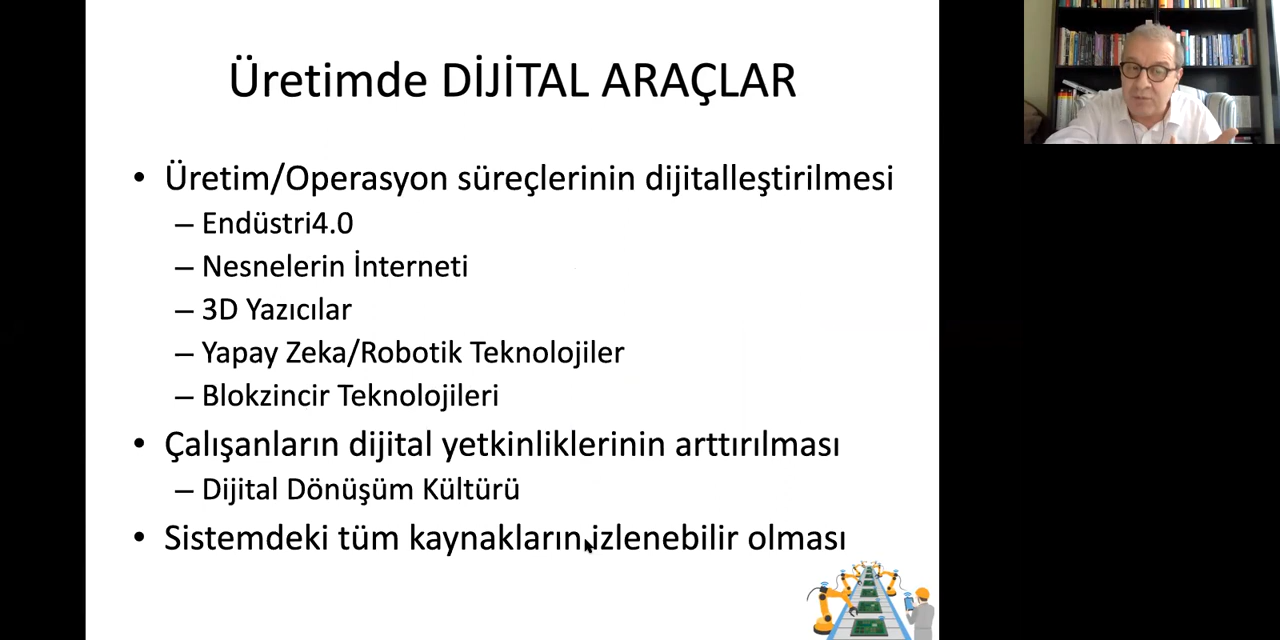 Üretimde DİJİTAL ARAÇLAR
• Üretim/Operasyon süreçlerinin dijitalleştirilmesi
– Endüstri4.0
– Nesnelerin İnterneti
– 3D Yazıcılar
– Yapay Zeka/Robotik Teknolojiler
– Blokzincir Teknolojileri
• Çalışanların dijital yetkinliklerinin arttırılması
– Dijital Dönüşüm Kültürü
• Sistemdeki tüm kaynakların izlenebilir olması